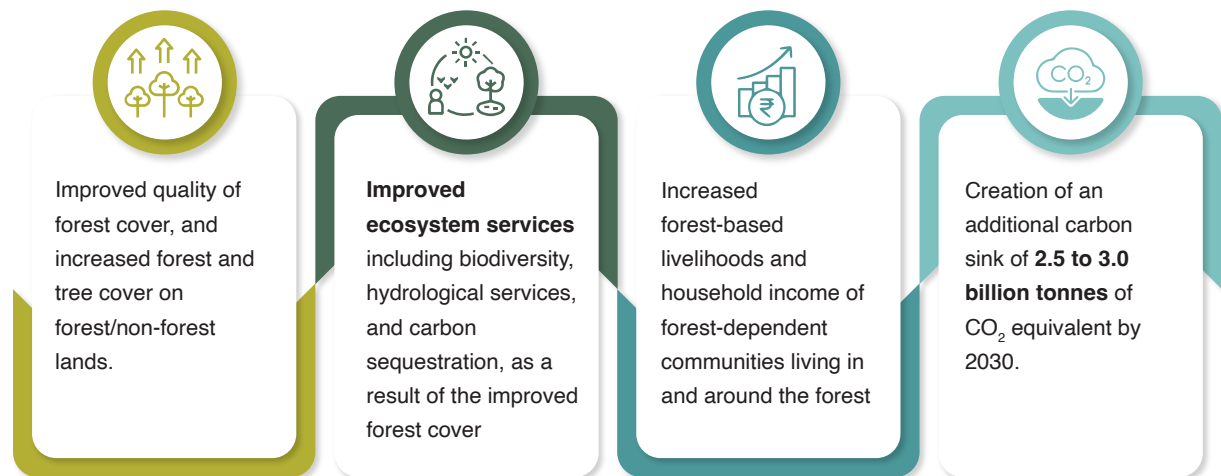 Improved quality of
forest cover, and
increased forest and
tree cover on
forest/non-forest
lands.
Improved
ecosystem services
including biodiversity,
hydrological services,
and carbon
sequestration, as a
result of the improved
forest cover
₹
Increased
forest-based
livelihoods and
household income of
forest-dependent
communities living in
and around the forest
CO₂
Creation of an
additional carbon
sink of 2.5 to 3.0
billion tonnes of
CO₂ equivalent by
2030.